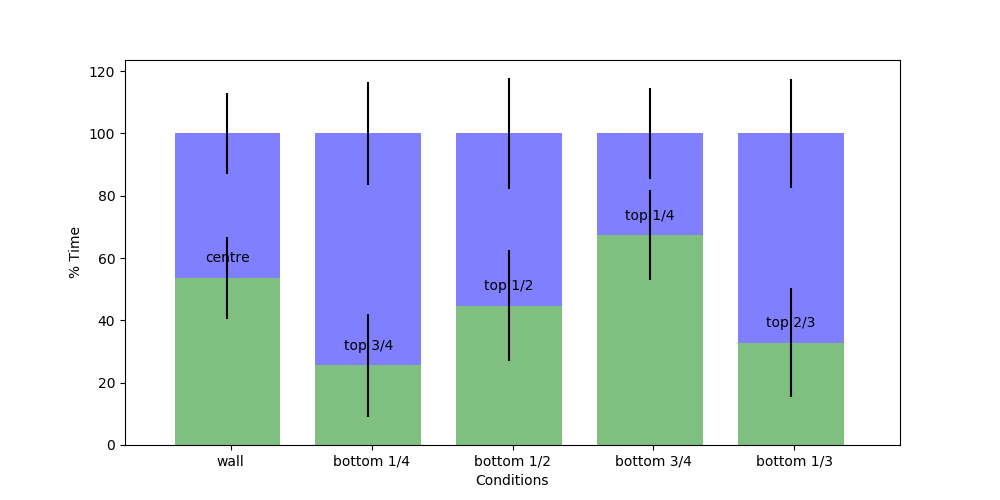 120
100
80
60
40
20
0
% Time
centre
top 3/4
top 1/2
top 1/4
top 2/3
wall
bottom 1/4
bottom 1/2
bottom 3/4
bottom 1/3
Conditions